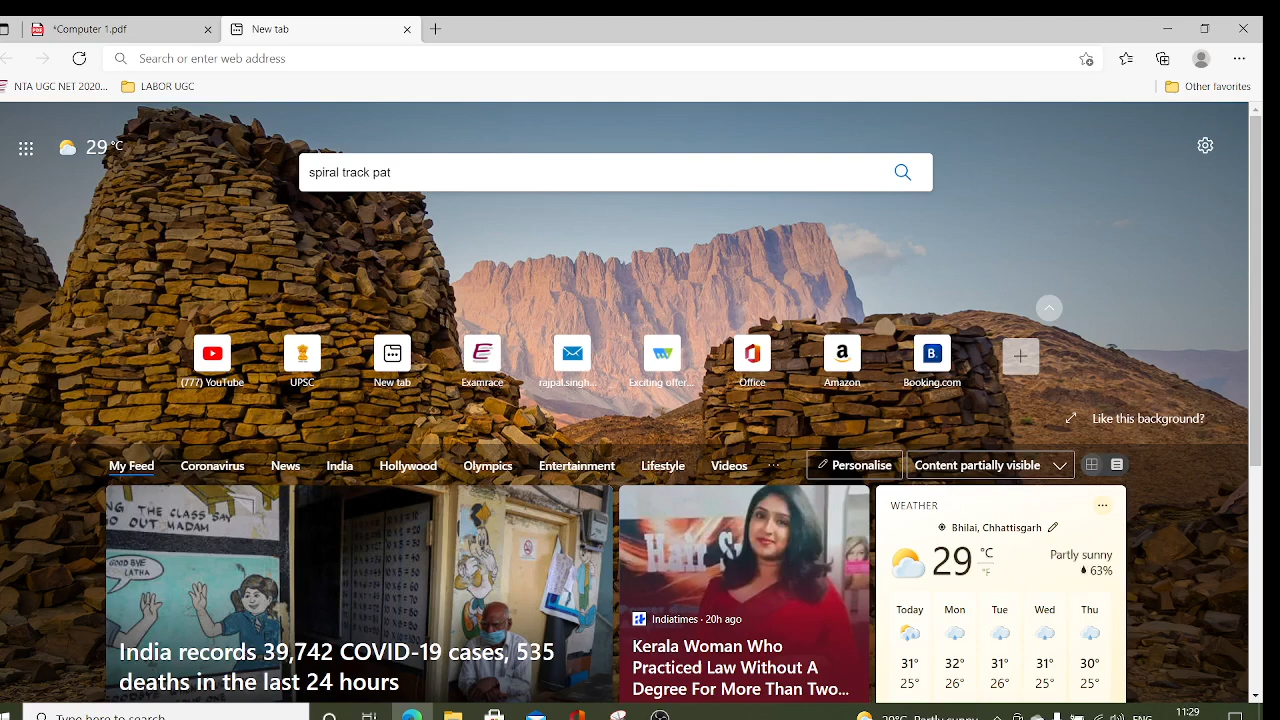 *Computer 1.pdf
New tab
Search or enter web address
NTA UGC NET 2020...
LABOR UGC
Other favorites
29 °C
spiral track pat
(777) YouTube
UPSC
New tab
Examrace
rajpal.singh...
Exciting offer...
Office
Amazon
Booking.com
Like this background?
My Feed
Coronavirus
News
India
Hollywood
Olympics
Entertainment
Lifestyle
Videos
...
Personalise
Content partially visible
NG THE CLASS SAY
O OUT MADAM
GOOD BYE
LATHA
India records 39,742 COVID-19 cases, 535
deaths in the last 24 hours
Indiatimes · 20h ago
Kerala Woman Who
Practiced Law Without A
Degree For More Than Two...
WEATHER
Bhilai, Chhattisgarh
29 °C
°F
Partly sunny
63%
Today Mon Tue Wed Thu
31° 32° 31° 31° 30°
25° 26° 26° 25° 25°
Type here to search
29°C Partly sunny
ENG
11:29